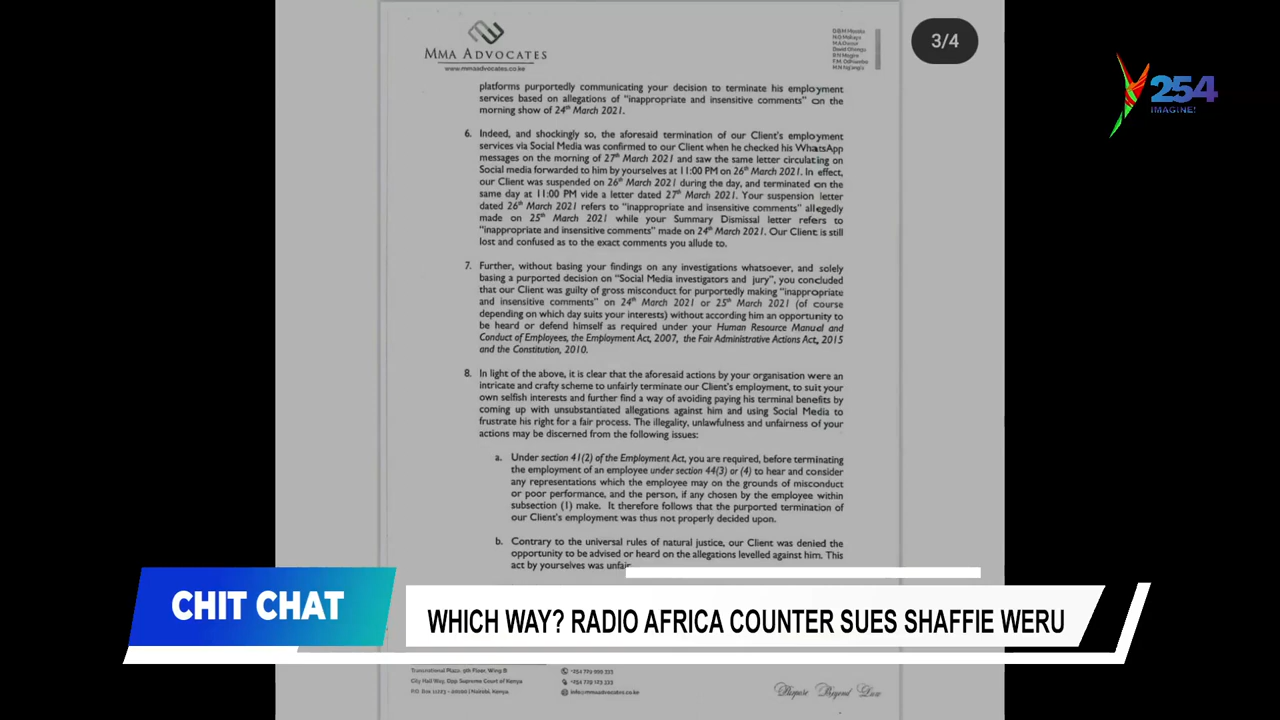 MMA ADVOCATES
www.mmaadvocates.co.ke
3/4
254
IMAGINE!
platforms purportedly communicating your decision to terminate his employment
services based on allegations of "inappropriate and insensitive comments" on the
morning show of 24th March 2021.
6. Indeed, and shockingly so, the aforesaid termination of our Client's employment
services via Social Media was confirmed to our Client when he checked his WhatsApp
messages on the morning of 27th March 2021 and saw the same letter circulating on
Social media forwarded to him by yourselves at 11:00 PM on 26th March 2021. In effect,
our Client was suspended on 26th March 2021 during the day, and terminated on the
same day at 11:00 PM vide a letter dated 27th March 2021. Your suspension letter
dated 26th March 2021 refers to "inappropriate and insensitive comments" allegedly
made on 25th March 2021 while your Summary Dismissal letter refers to
"inappropriate and insensitive comments" made on 24th March 2021. Our Client is still
lost and confused as to the exact comments you allude to.
7. Further, without basing your findings on any investigations whatsoever, and solely
basing a purported decision on "Social Media investigators and jury", you concluded
that our Client was guilty of gross misconduct for purportedly making "inappropriate
and insensitive comments" on 24th March 2021 or 25th March 2021 (of course
depending on which day suits your interests) without according him an opportunity to
be heard or defend himself as required under your Human Resource Manual and
Conduct of Employees, the Employment Act, 2007, the Fair Administrative Actions Act, 2015
and the Constitution, 2010.
8. In light of the above, it is clear that the aforesaid actions by your organisation were an
intricate and crafty scheme to unfairly terminate our Client's employment, to suit your
own selfish interests and further find a way of avoiding paying his terminal benefits by
coming up with unsubstantiated allegations against him and using Social Media to
frustrate his right for a fair process. The illegality, unlawfulness and unfairness of your
actions may be discerned from the following issues:
a. Under section 41(2) of the Employment Act, you are required, before terminating
the employment of an employee under section 44(3) or (4) to hear and consider
any representations which the employee may on the grounds of misconduct
or poor performance, and the person, if any chosen by the employee within
subsection (1) make. It therefore follows that the purported termination of
our Client's employment was thus not properly decided upon.
b. Contrary to the universal rules of natural justice, our Client was denied the
opportunity to be advised or heard on the allegations levelled against him. This
act by yourselves was unfair
CHIT CHAT
WHICH WAY? RADIO AFRICA COUNTER SUES SHAFFIE WERU
Transnational Plaza, 9th Floor, Wing B
City Hall Way, Opp Supreme Court of Kenya
Nairobi, Kenya
info@mmaadvocates.co.ke
Beyond Law